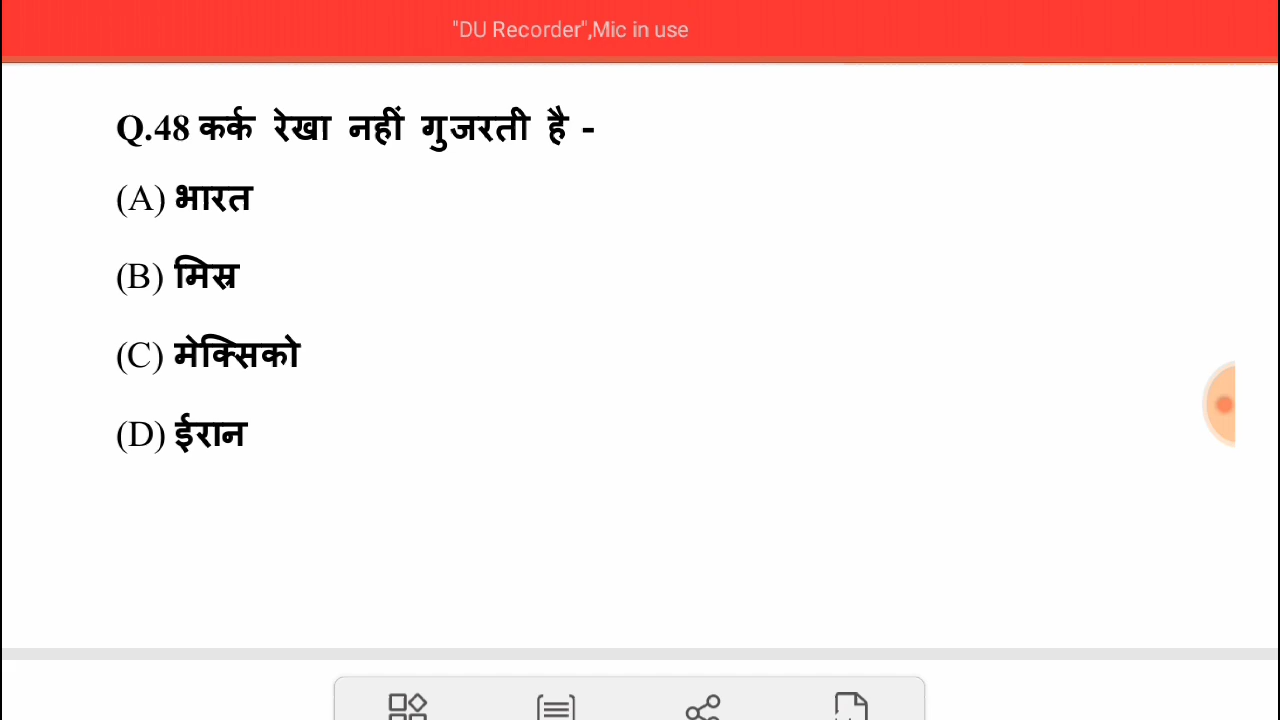 "DU Recorder",Mic in use
Q.48 कर्क रेखा नहीं गुजरती है -
(A) भारत
(B) मिस्र
(C) मेक्सिको
(D) ईरान